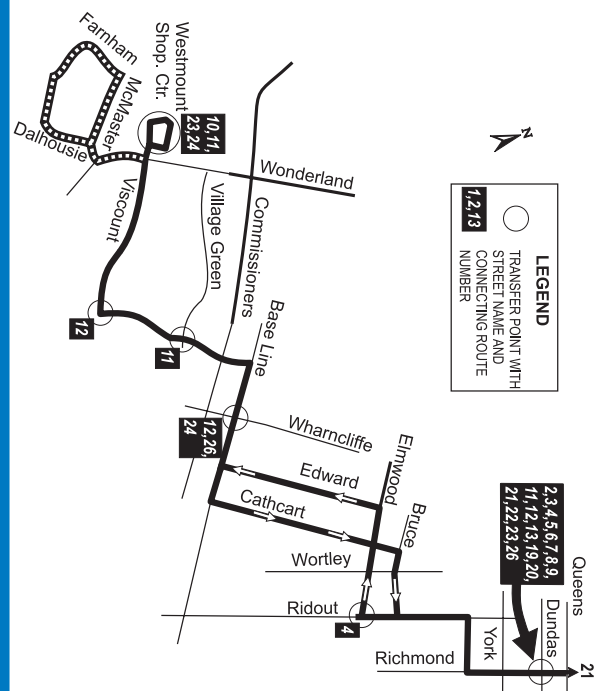 Farnham
McMaster
Dalhousie
Westmount
Shop. Ctr.
10,11,
23,24
Viscount
12
Village Green
11
Wonderland
Commissioners
Base Line
Wharncliffe
12,26,
24
N
LEGEND
TRANSFER POINT WITH
STREET NAME AND
CONNECTING ROUTE
NUMBER
1,2,13
Elmwood
Edward
Cathcart
Bruce
Wortley
Ridout
4
Richmond
York
Dundas
Queens
2,3,4,5,6,7,8,9,
11,12,13,19,20,
21,22,23,26
21